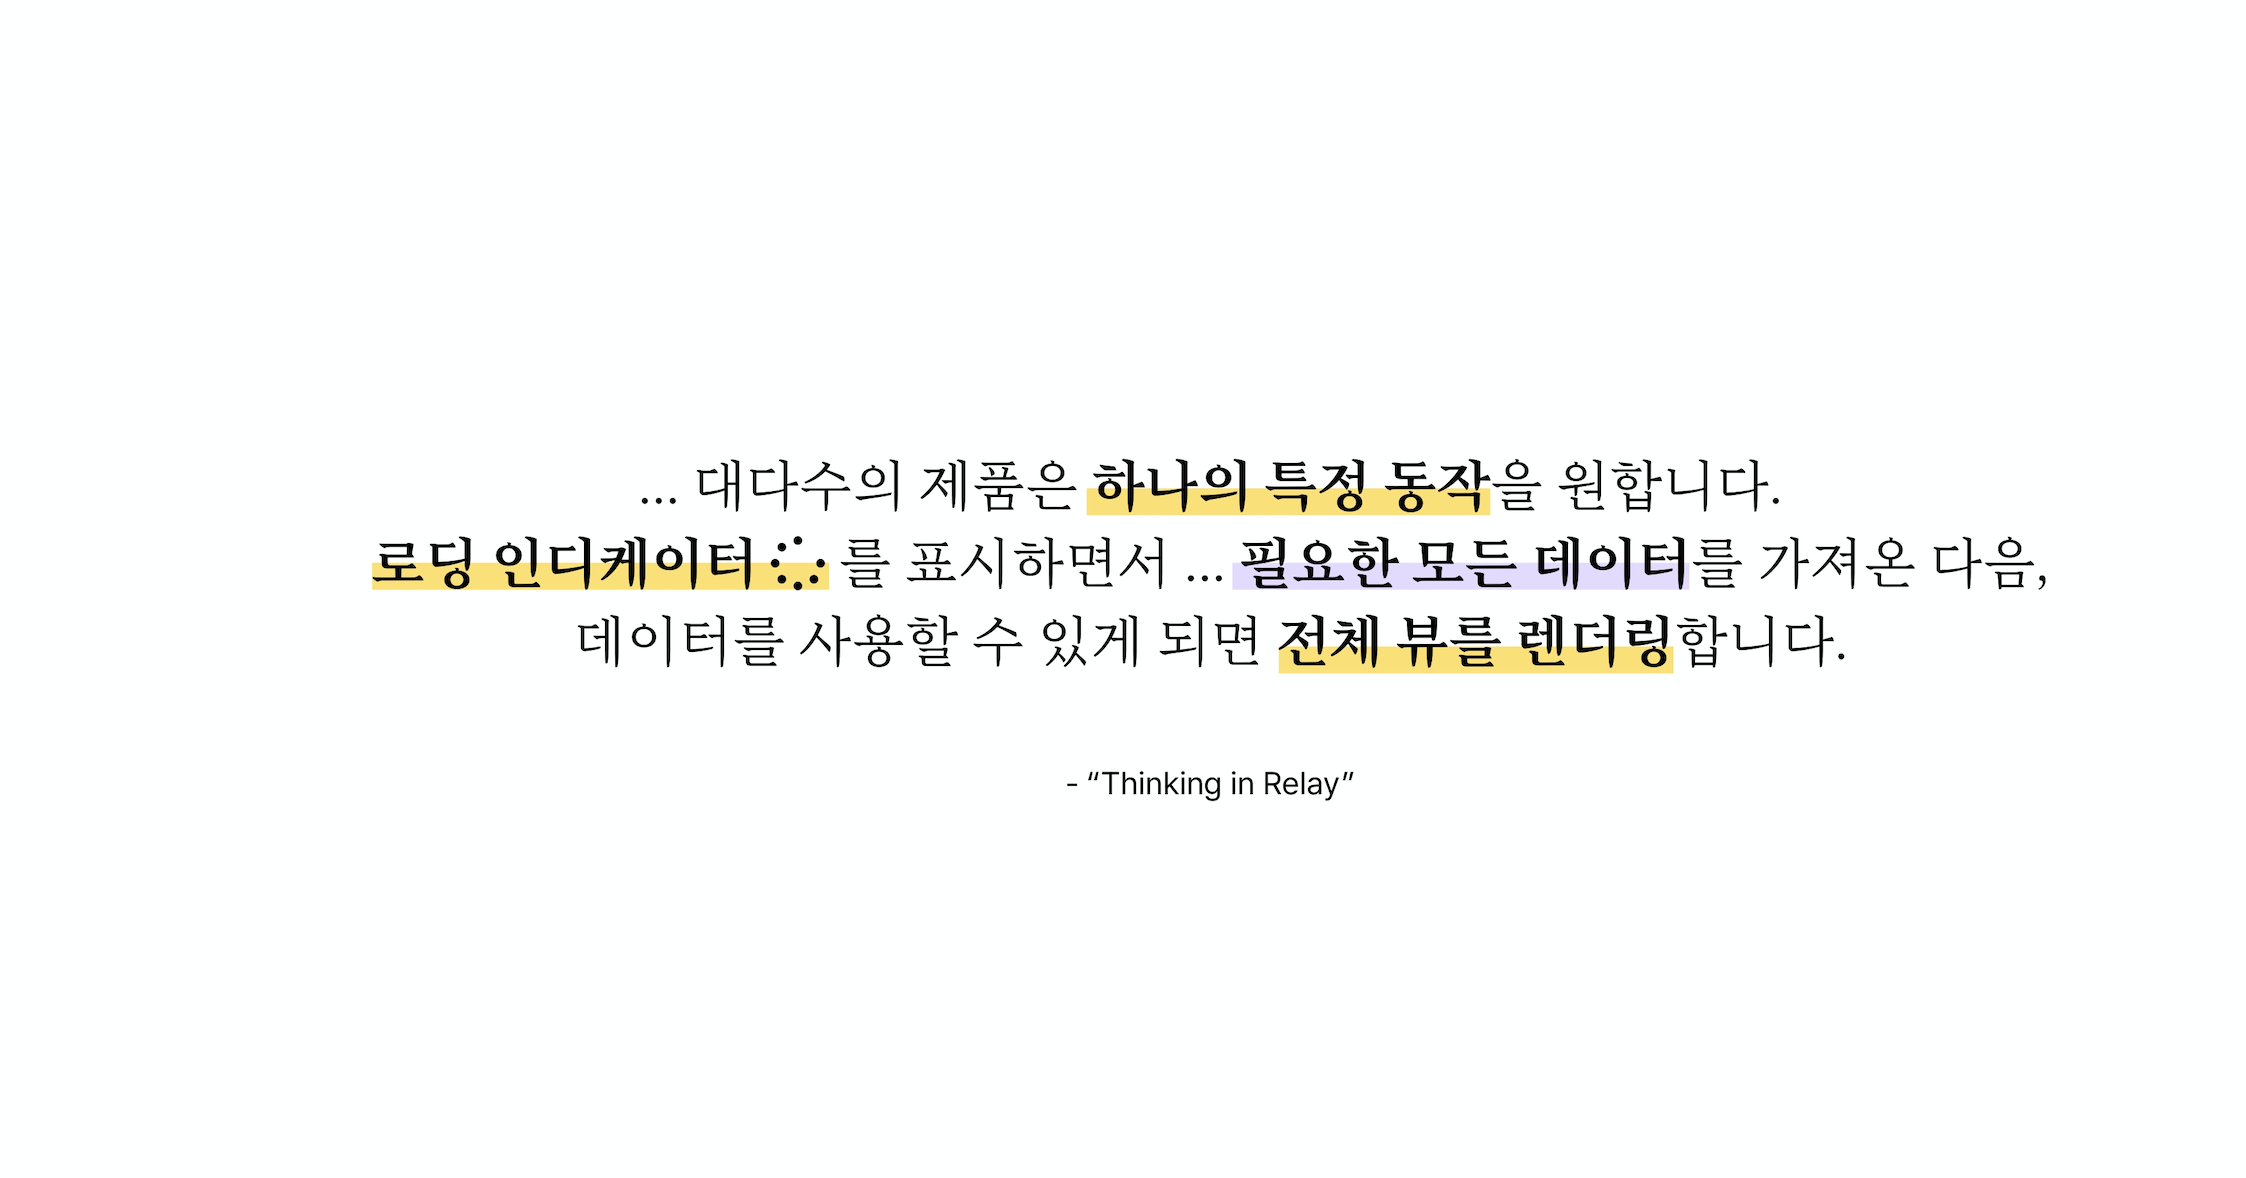 ... 대다수의 제품은 하나의 특정 동작을 원합니다.
로딩 인디케이터 를 표시하면서 ... 필요한 모든 데이터를 가져온 다음,
데이터를 사용할 수 있게 되면 전체 뷰를 렌더링합니다.
- “Thinking in Relay”